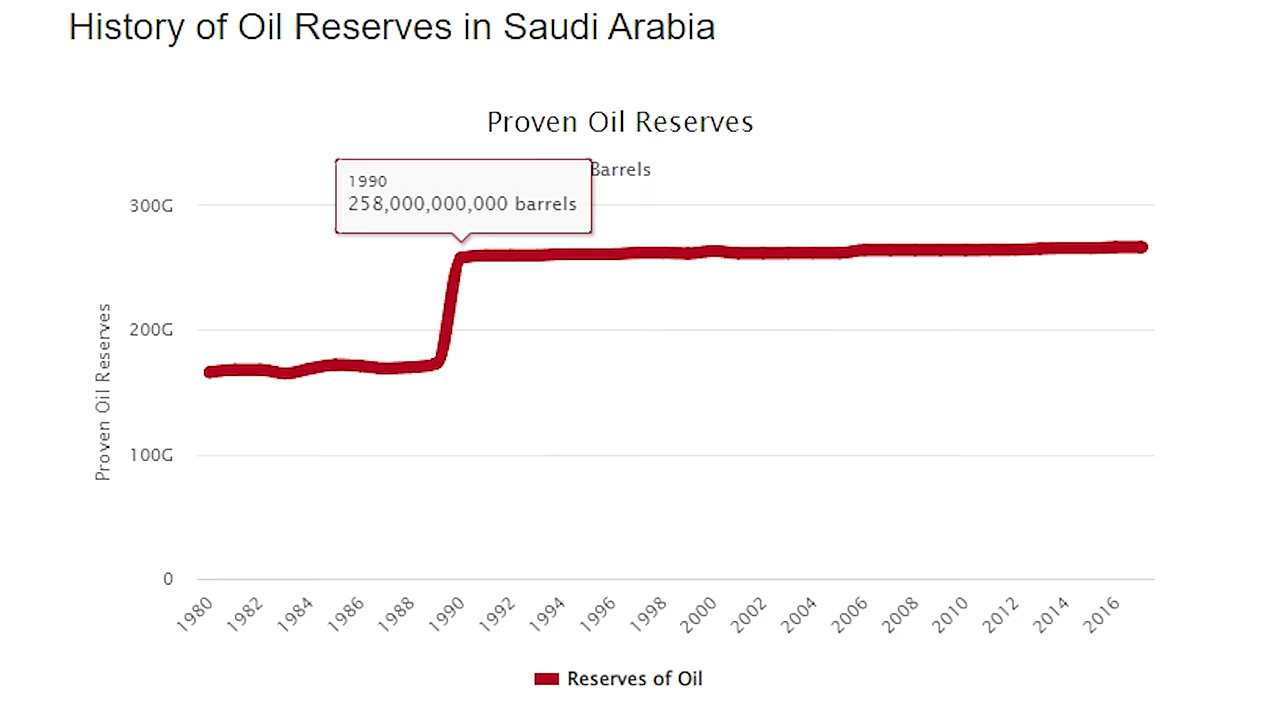 History of Oil Reserves in Saudi Arabia
Proven Oil Reserves
Barrels
1990
258,000,000,000 barrels
300G
200G
100G
0
Proven Oil Reserves
1980 1982 1984 1986 1988 1990 1992 1994 1996 1998 2000 2002 2004 2006 2008 2010 2012 2014 2016
Reserves of Oil